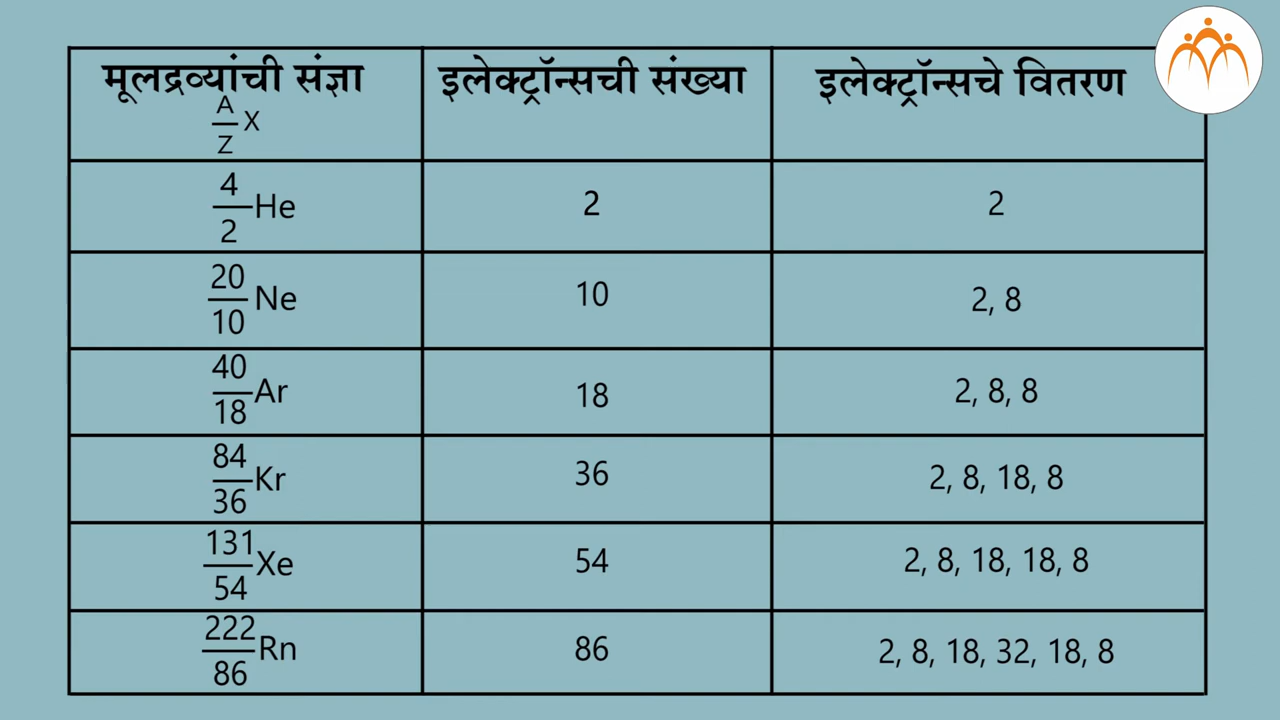 मूलद्रव्यांची संज्ञा इलेक्ट्रॉन्सची संख्या इलेक्ट्रॉन्सचे वितरण
A/Z X
4/2 He 2 2
20/10 Ne 10 2, 8
40/18 Ar 18 2, 8, 8
84/36 Kr 36 2, 8, 18, 8
131/54 Xe 54 2, 8, 18, 18, 8
222/86 Rn 86 2, 8, 18, 32, 18, 8